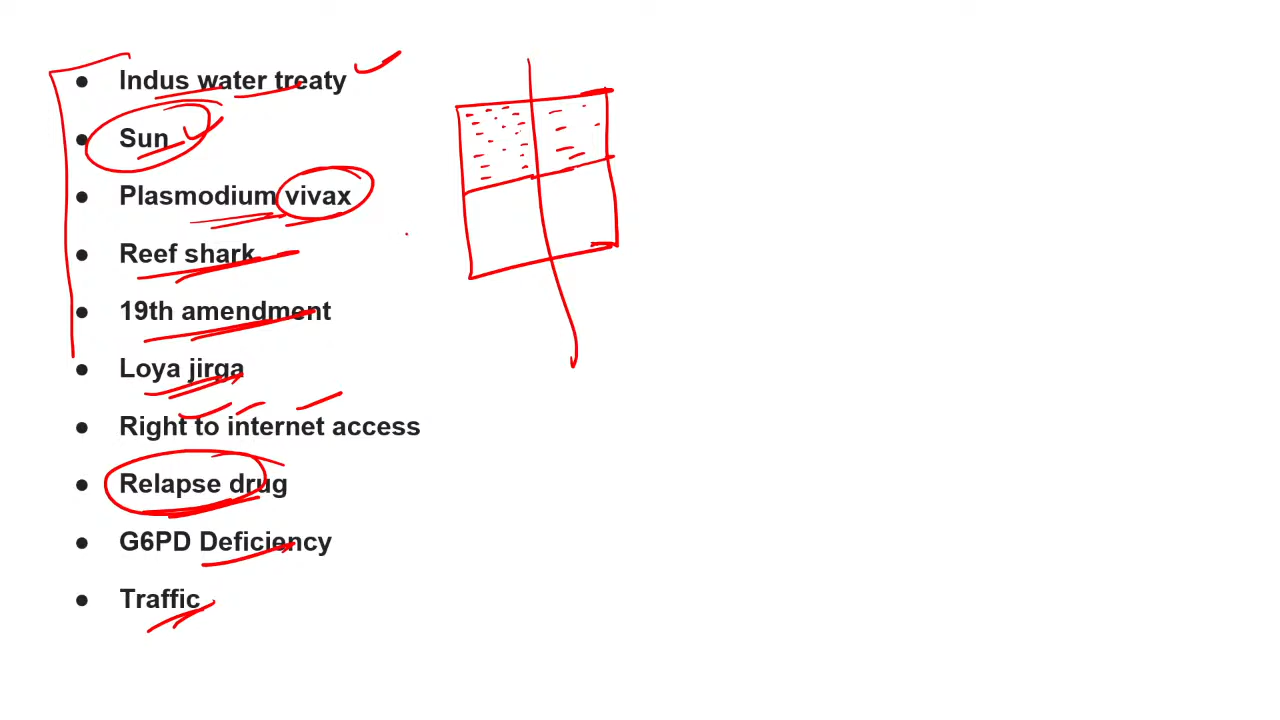 ● Indus water treaty
● Sun
● Plasmodium vivax
● Reef shark
● 19th amendment
● Loya jirga
● Right to internet access
● Relapse drug
● G6PD Deficiency
● Traffic